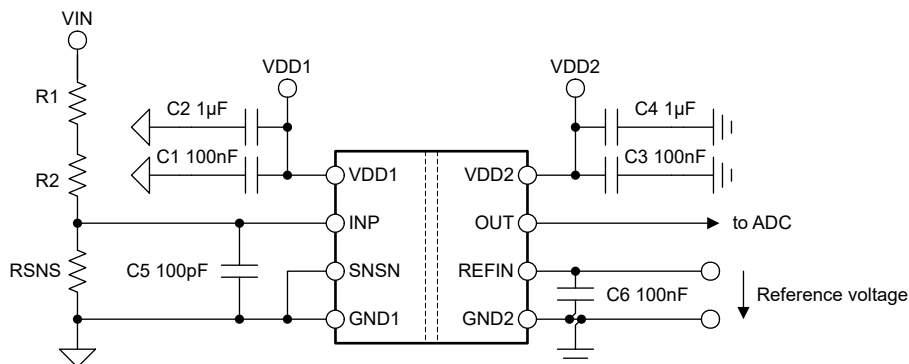 VIN
VDD1
VDD2
R1
C2 1µF
C4 1µF
C1 100nF
C3 100nF
R2
VDD1
VDD2
INP
OUT
to ADC
RSNS
C5 100pF
SNSN
REFIN
C6 100nF
Reference voltage
GND1
GND2